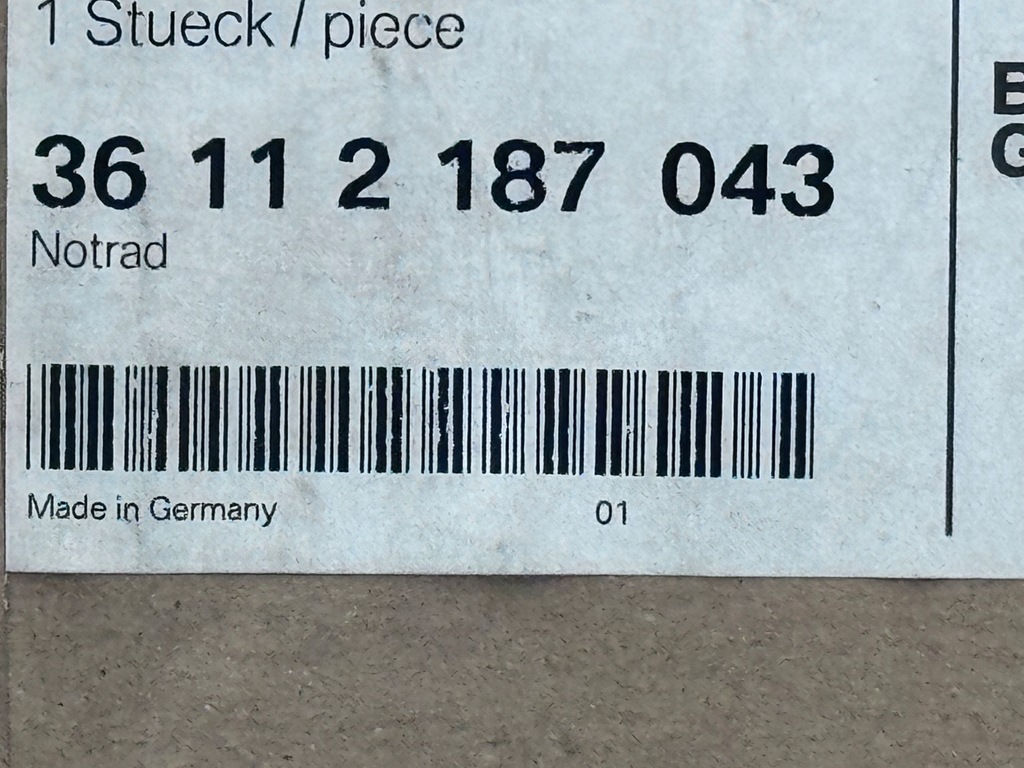 1 Stueck / piece
36 11 2 187 043
Notrad
Made in Germany 01
B
G